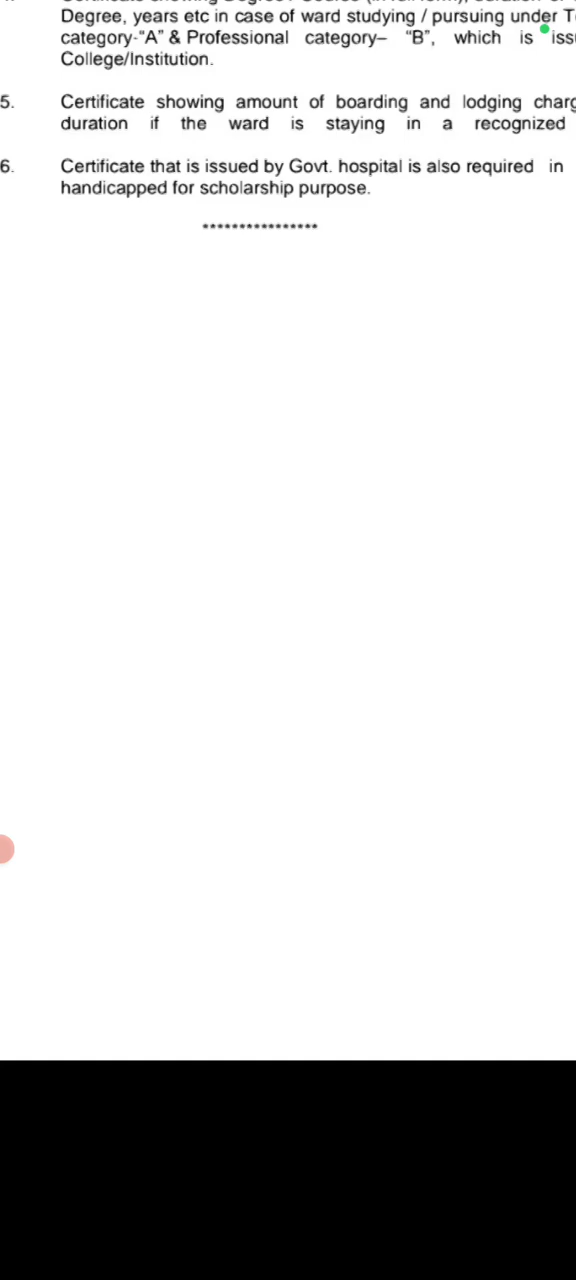 Degree, years etc in case of ward studying / pursuing under
category-"A" & Professional category– "B", which is
College/Institution.
5. Certificate showing amount of boarding and lodging
duration if the ward is staying in a recognized
6. Certificate that is issued by Govt. hospital is also required in
handicapped for scholarship purpose.
****************